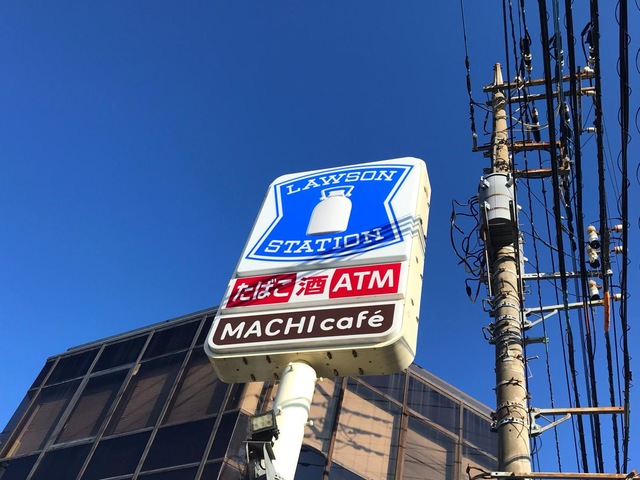 LAWSON
STATION
たばこ 酒 ATM
MACHI café